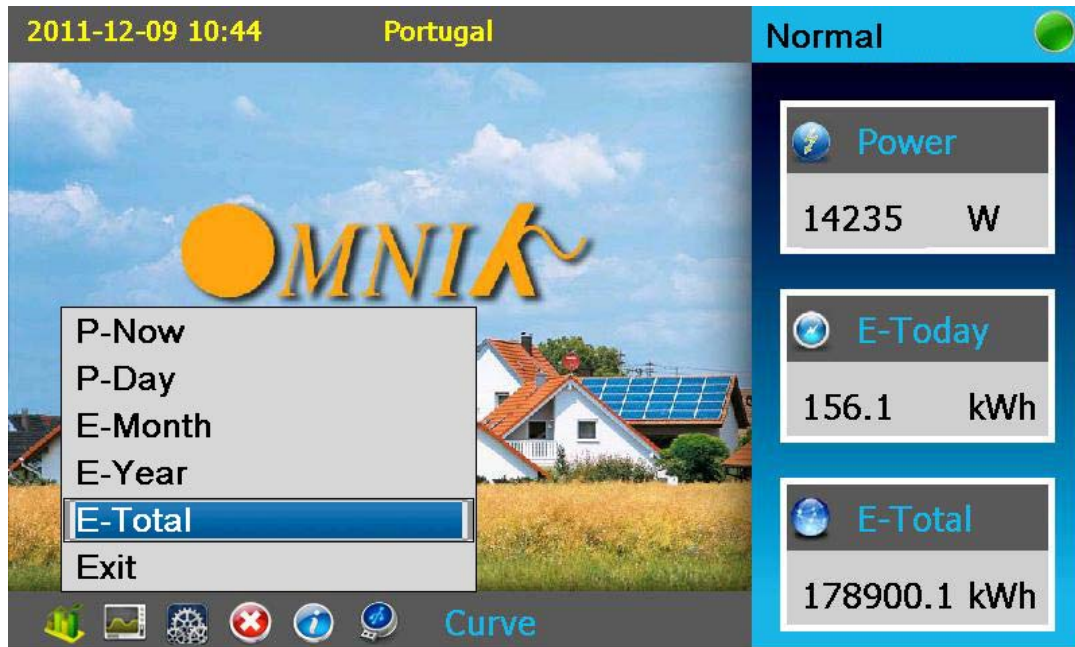 2011-12-09 10:44 Portugal
Normal
Power
14235 W
OMNIK
P-Now
P-Day
E-Month
E-Year
E-Total
Exit
E-Today
156.1 kWh
E-Total
178900.1 kWh
Curve